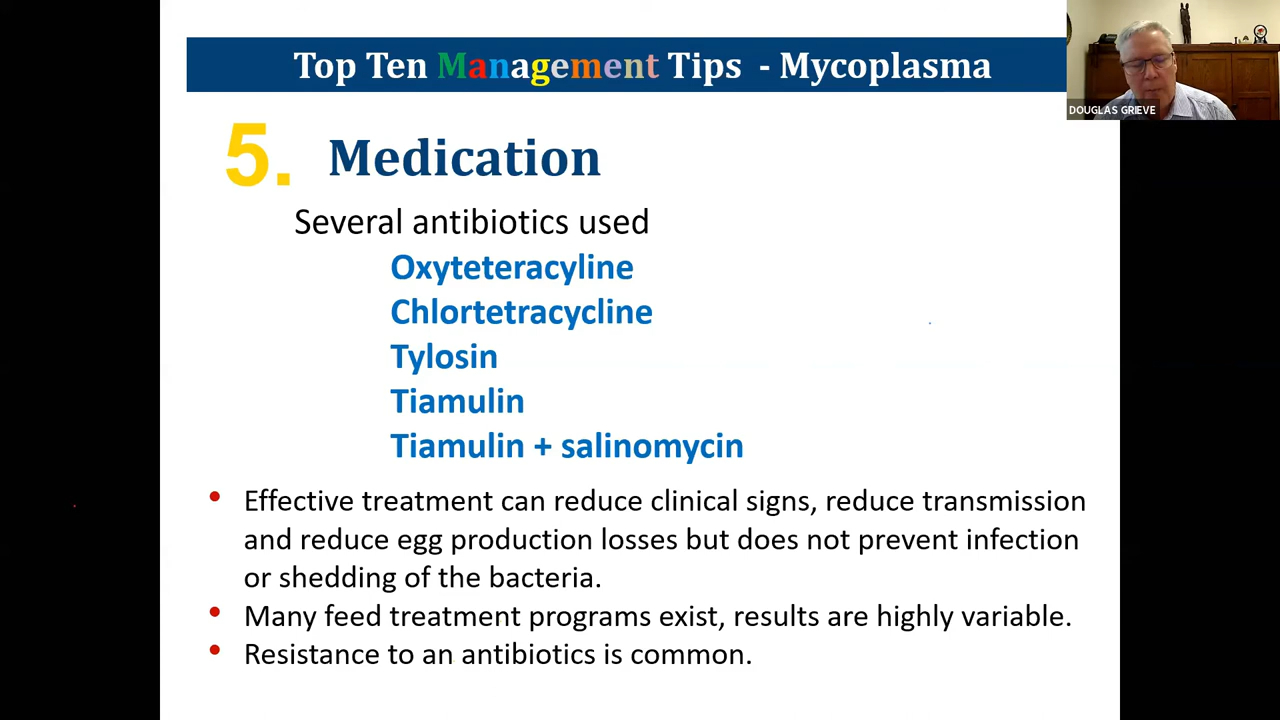 Top Ten Management Tips - Mycoplasma
DOUGLAS GRIEVE
5. Medication
Several antibiotics used
Oxyteteracyline
Chlortetracycline
Tylosin
Tiamulin
Tiamulin + salinomycin
• Effective treatment can reduce clinical signs, reduce transmission
and reduce egg production losses but does not prevent infection
or shedding of the bacteria.
• Many feed treatment programs exist, results are highly variable.
• Resistance to an antibiotics is common.